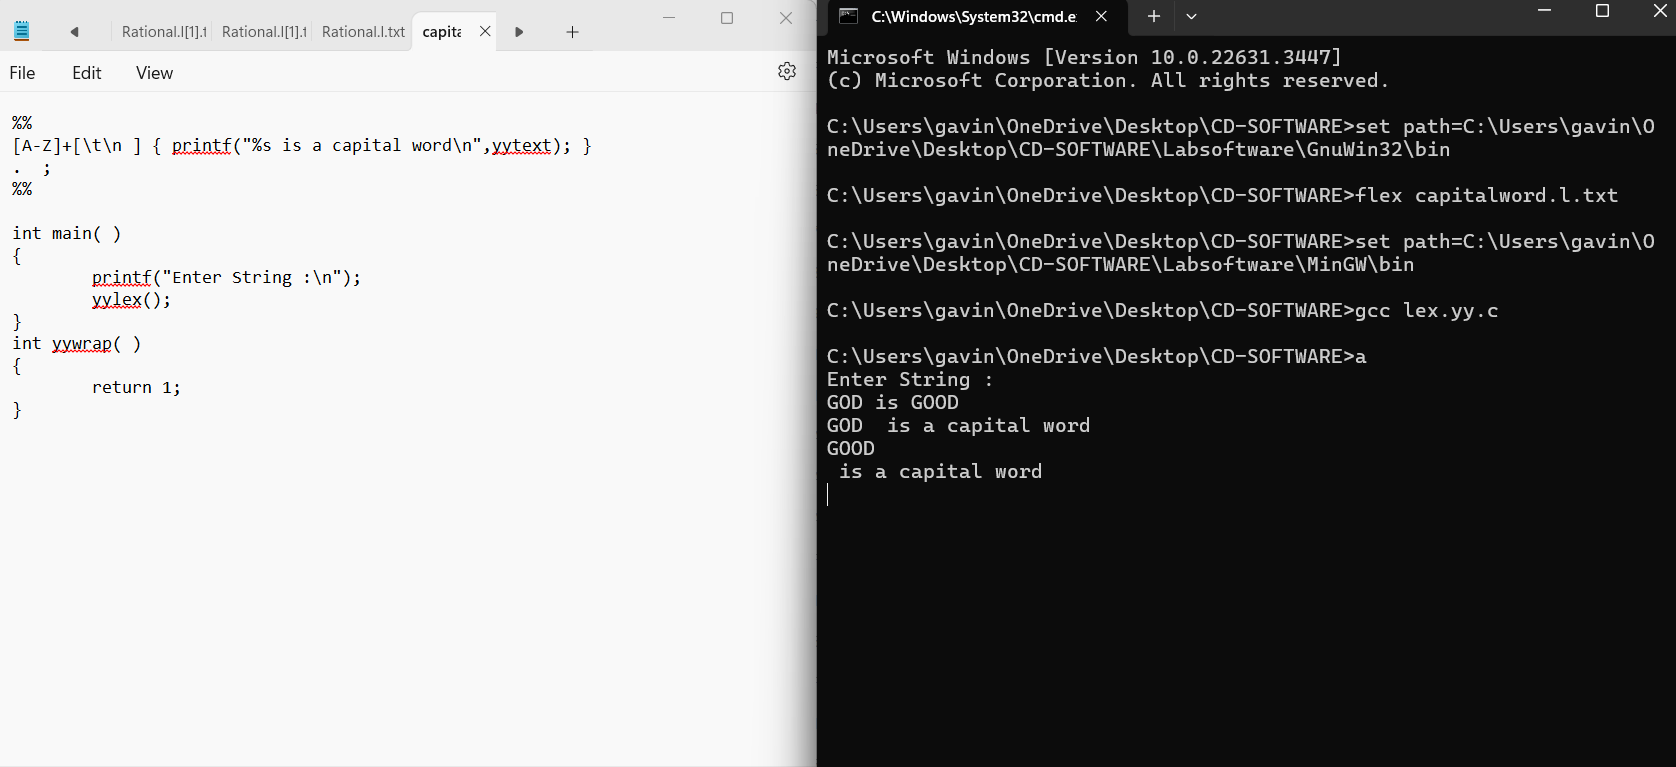 Rational.l[1].t
Rational.l[1].t
Rational.l.txt
capita
File
Edit
View
%%
[A-Z]+[\t\n ] { printf("%s is a capital word\n",yytext); }
.  ;
%%
int main( )
{
printf("Enter String :\n");
yylex();
}
int yywrap( )
{
return 1;
}
C:\Windows\System32\cmd.e
Microsoft Windows [Version 10.0.22631.3447]
(c) Microsoft Corporation. All rights reserved.
C:\Users\gavin\OneDrive\Desktop\CD-SOFTWARE>set path=C:\Users\gavin\O
neDrive\Desktop\CD-SOFTWARE\Labsoftware\GnuWin32\bin
C:\Users\gavin\OneDrive\Desktop\CD-SOFTWARE>flex capitalword.l.txt
C:\Users\gavin\OneDrive\Desktop\CD-SOFTWARE>set path=C:\Users\gavin\O
neDrive\Desktop\CD-SOFTWARE\Labsoftware\MinGW\bin
C:\Users\gavin\OneDrive\Desktop\CD-SOFTWARE>gcc lex.yy.c
C:\Users\gavin\OneDrive\Desktop\CD-SOFTWARE>a
Enter String :
GOD is GOOD
GOD  is a capital word
GOOD
 is a capital word